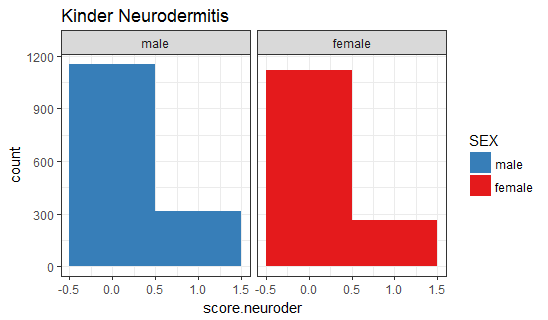 Kinder Neurodermitis
male
female
1200
900
600
300
0
count
-0.5 0.0 0.5 1.0 1.5
-0.5 0.0 0.5 1.0 1.5
score.neuroder
SEX
male
female